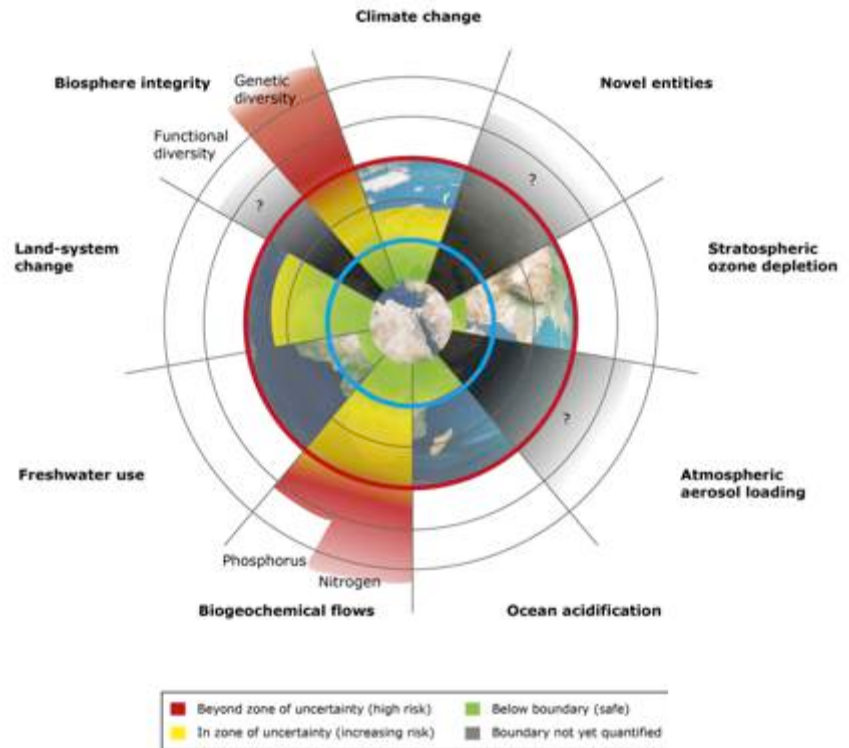 Climate change
Biosphere integrity
Genetic
diversity
Novel entities
Functional
diversity
?
?
Land-system
change
Stratospheric
ozone depletion
?
Freshwater use
Atmospheric
aerosol loading
Phosphorus
Nitrogen
Biogeochemical flows
Ocean acidification
Beyond zone of uncertainty (high risk)
Below boundary (safe)
In zone of uncertainty (increasing risk)
Boundary not yet quantified